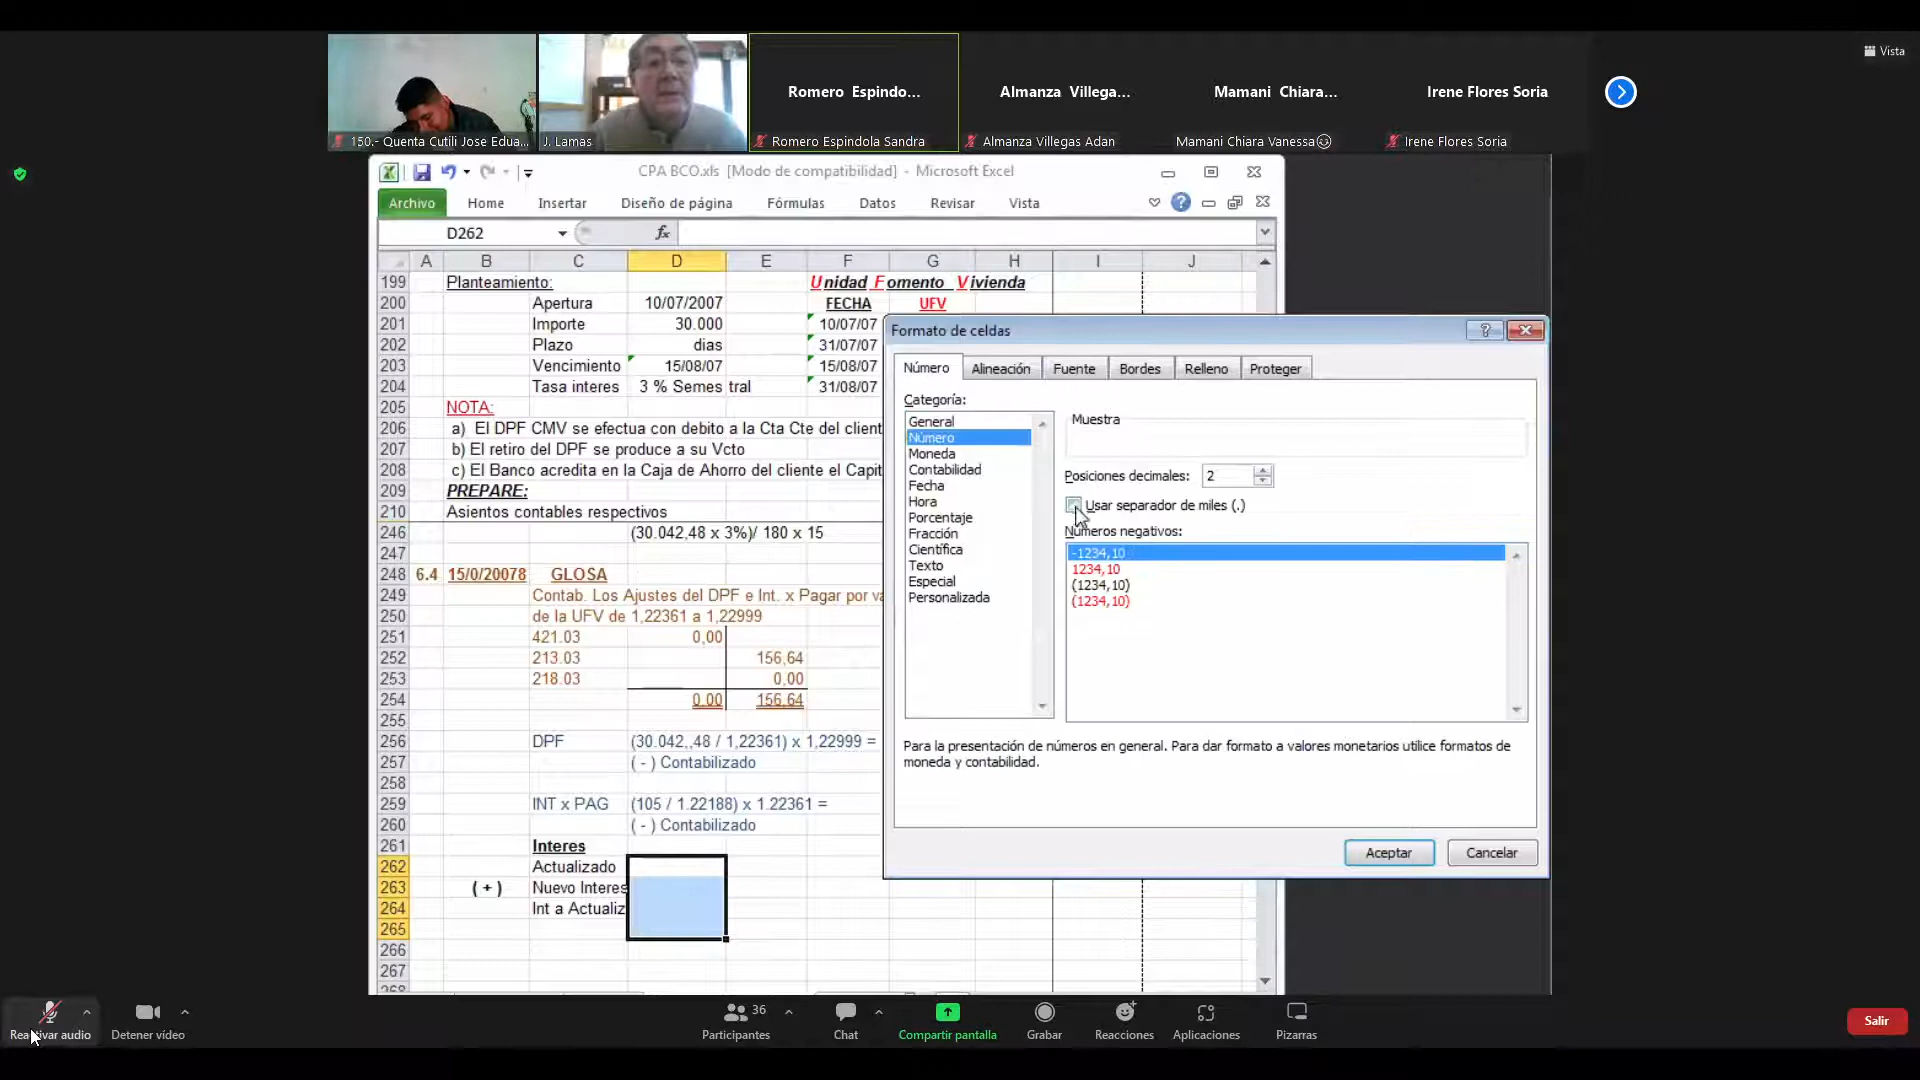 Vista
Romero Espindo...
Almanza Villega...
Mamani Chiara...
Irene Flores Soria
150.- Quenta Cutili Jose Edua...
J. Lamas
Romero Espindola Sandra
Almanza Villegas Adan
Mamani Chiara Vanessa
Irene Flores Soria
CPA BCO.xls [Modo de compatibilidad] - Microsoft Excel
Archivo Home Insertar Diseño de página Fórmulas Datos Revisar Vista
D262 fx
A B C D E F G H I J
199 Planteamiento: Unidad Fomento Vivienda
200 Apertura 10/07/2007 FECHA UFV
201 Importe 30.000 10/07/07
202 Plazo dias 31/07/07
203 Vencimiento 15/08/07 15/08/07
204 Tasa interes 3 % Semes tral 31/08/07
205 NOTA:
206 a) El DPF CMV se efectua con debito a la Cta Cte del client
207 b) El retiro del DPF se produce a su Vcto
208 c) El Banco acredita en la Caja de Ahorro del cliente el Capit
209 PREPARE:
210 Asientos contables respectivos
246 (30.042,48 x 3%)/ 180 x 15
247
248 6.4 15/0/20078 GLOSA
249 Contab. Los Ajustes del DPF e Int. x Pagar por va
250 de la UFV de 1,22361 a 1,22999
251 421.03 0,00
252 213.03 156,64
253 218.03 0,00
254 0,00 156,64
255
256 DPF (30.042,,48 / 1,22361) x 1,22999 =
257 ( - ) Contabilizado
258
259 INT x PAG (105 / 1.22188) x 1.22361 =
260 ( - ) Contabilizado
261 Interes
262 Actualizado
263 ( + ) Nuevo Interes
264 Int a Actualiz
265
266
267
268
Formato de celdas
Número Alineación Fuente Bordes Relleno Proteger
Categoría:
General
Número
Moneda
Contabilidad
Fecha
Hora
Porcentaje
Fracción
Científica
Texto
Especial
Personalizada
Muestra
Posiciones decimales: 2
Usar separador de miles (.)
Números negativos:
-1234,10
1234,10
(1234,10)
(1234,10)
Para la presentación de números en general. Para dar formato a valores monetarios utilice formatos de
moneda y contabilidad.
Aceptar Cancelar
Reactivar audio
Detener vídeo
36
Participantes
Chat
Compartir pantalla
Grabar
Reacciones
Aplicaciones
Pizarras
Salir